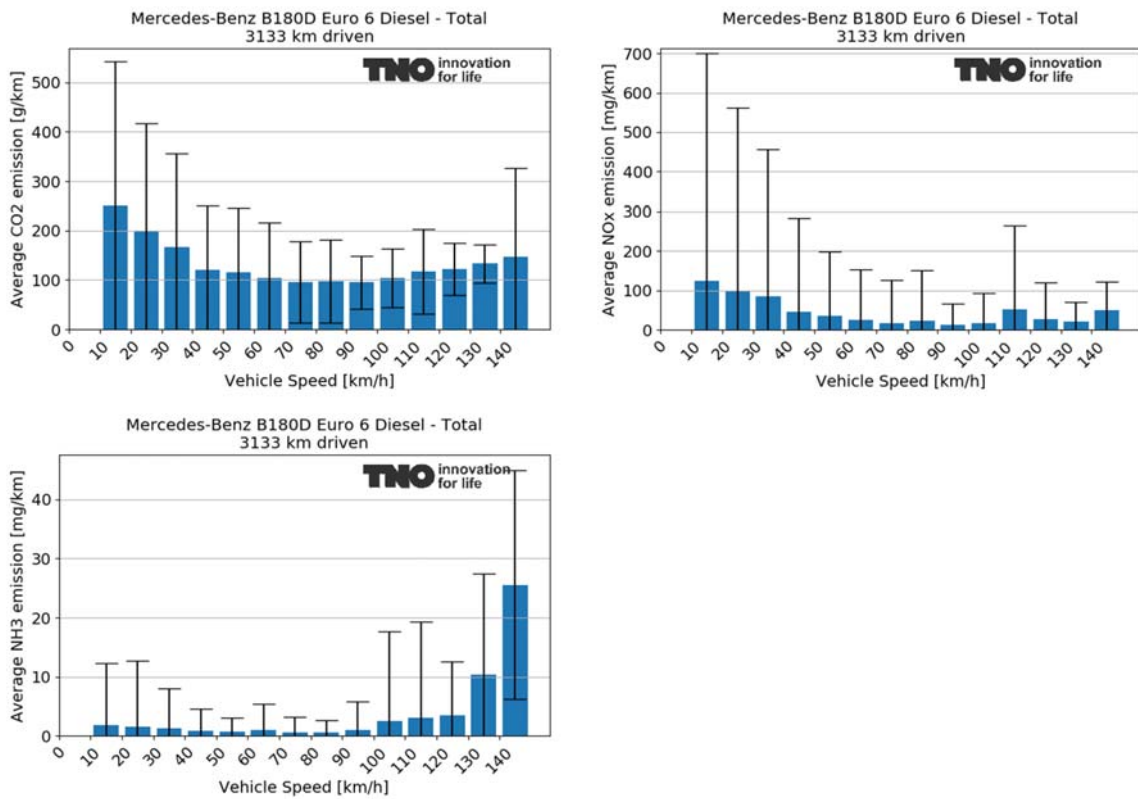 Mercedes-Benz B180D Euro 6 Diesel - Total
3133 km driven
TNO innovation
for life
Average CO2 emission [g/km]
500
400
300
200
100
0
0 10 20 30 40 50 60 70 80 90 100 110 120 130 140
Vehicle Speed [km/h]
Mercedes-Benz B180D Euro 6 Diesel - Total
3133 km driven
TNO innovation
for life
Average NOx emission [mg/km]
700
600
500
400
300
200
100
0
0 10 20 30 40 50 60 70 80 90 100 110 120 130 140
Vehicle Speed [km/h]
Mercedes-Benz B180D Euro 6 Diesel - Total
3133 km driven
TNO innovation
for life
Average NH3 emission [mg/km]
40
30
20
10
0
0 10 20 30 40 50 60 70 80 90 100 110 120 130 140
Vehicle Speed [km/h]